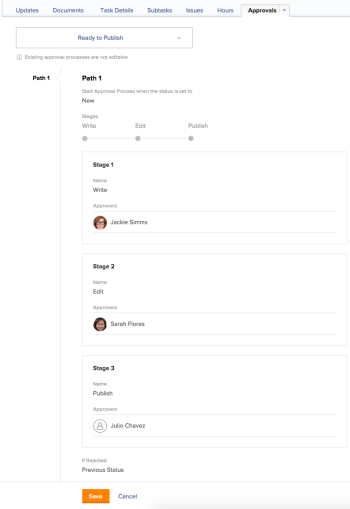 Updates Documents Task Details Subtasks Issues Hours Approvals
Ready to Publish
Existing approval processes are not editable
Path 1
Path 1
Start Approval Process when the status is set to
New
Stages
Write Edit Publish
Stage 1
Name
Write
Approvers
Jackie Simms
Stage 2
Name
Edit
Approvers
Sarah Flores
Stage 3
Name
Publish
Approvers
Julio Chavez
If Rejected
Previous Status
Save Cancel